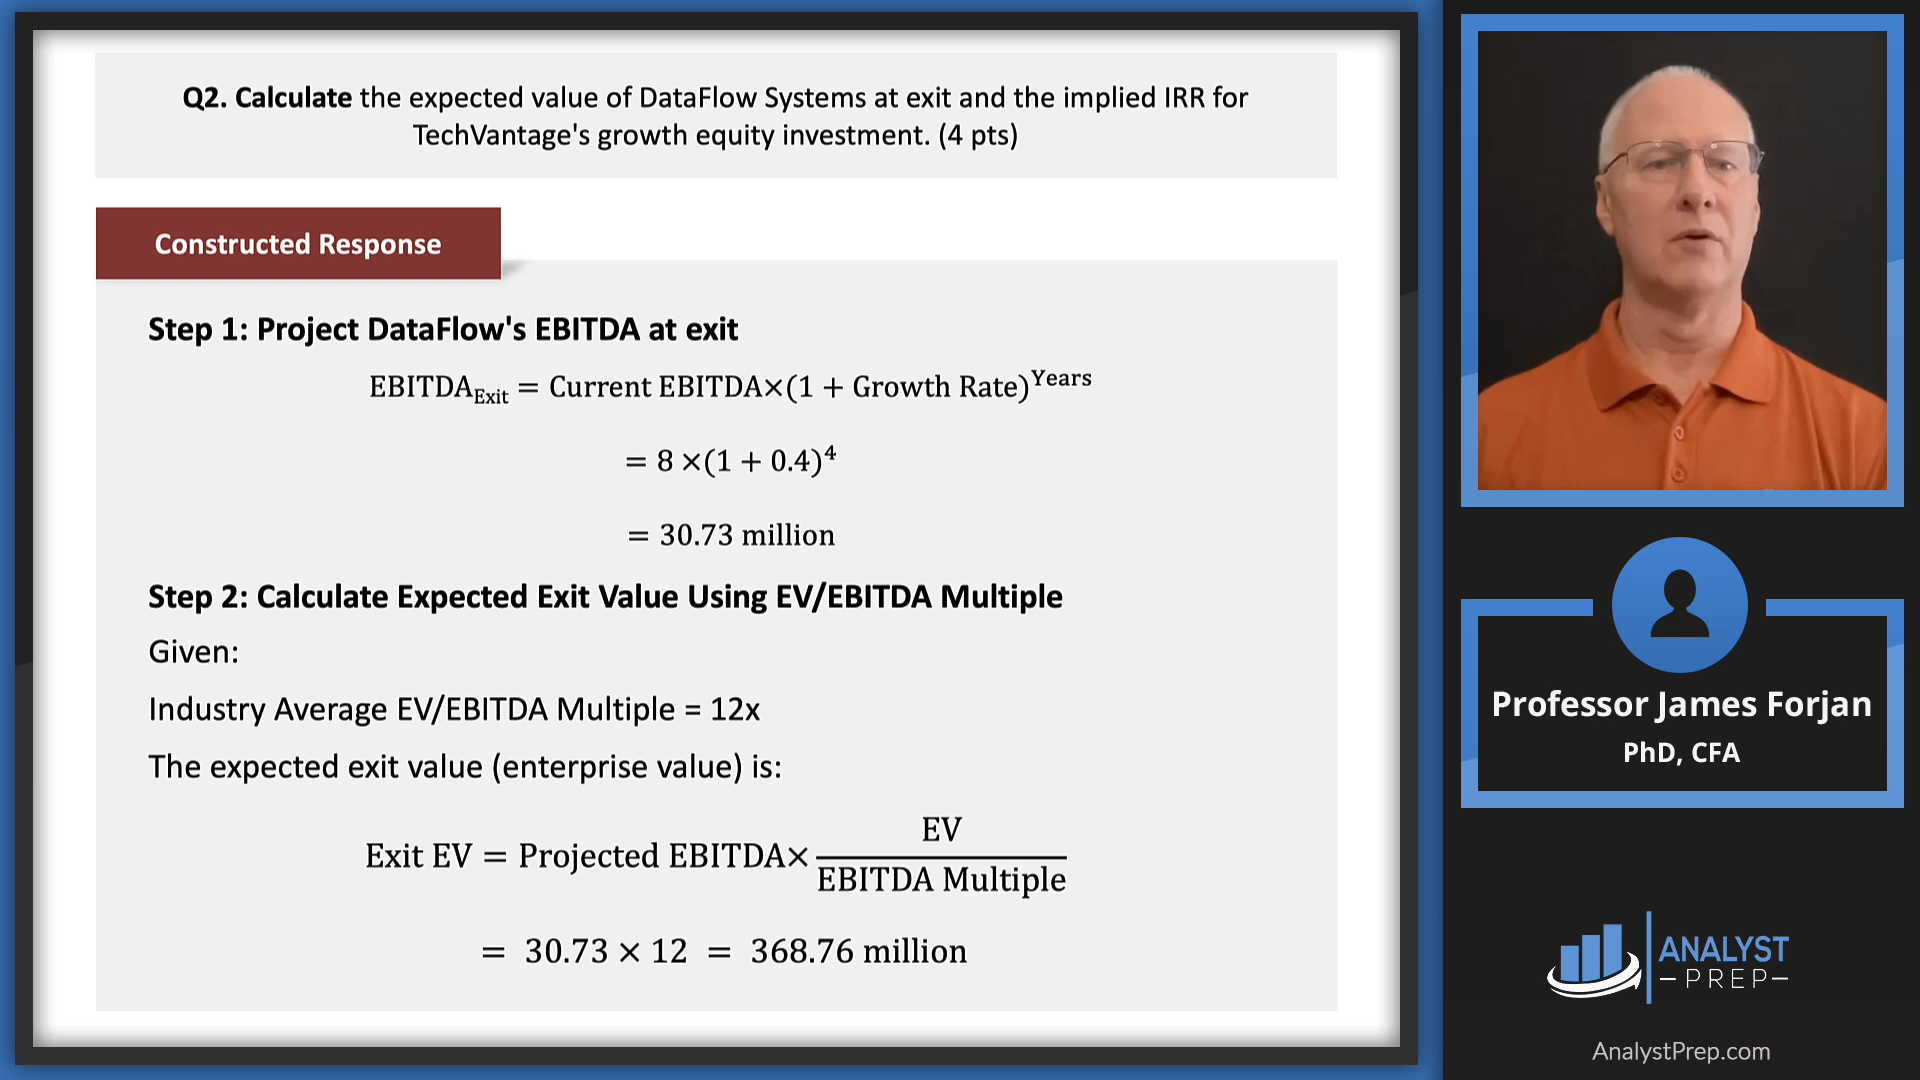 Q2. Calculate the expected value of DataFlow Systems at exit and the implied IRR for
TechVantage's growth equity investment. (4 pts)
Constructed Response
Step 1: Project DataFlow's EBITDA at exit
EBITDA_Exit = Current EBITDA×(1 + Growth Rate)^Years
= 8 ×(1 + 0.4)^4
= 30.73 million
Step 2: Calculate Expected Exit Value Using EV/EBITDA Multiple
Given:
Industry Average EV/EBITDA Multiple = 12x
The expected exit value (enterprise value) is:
Exit EV = Projected EBITDA× EV / EBITDA Multiple
= 30.73 × 12 = 368.76 million
Professor James Forjan
PhD, CFA
ANALYST
PREP
AnalystPrep.com